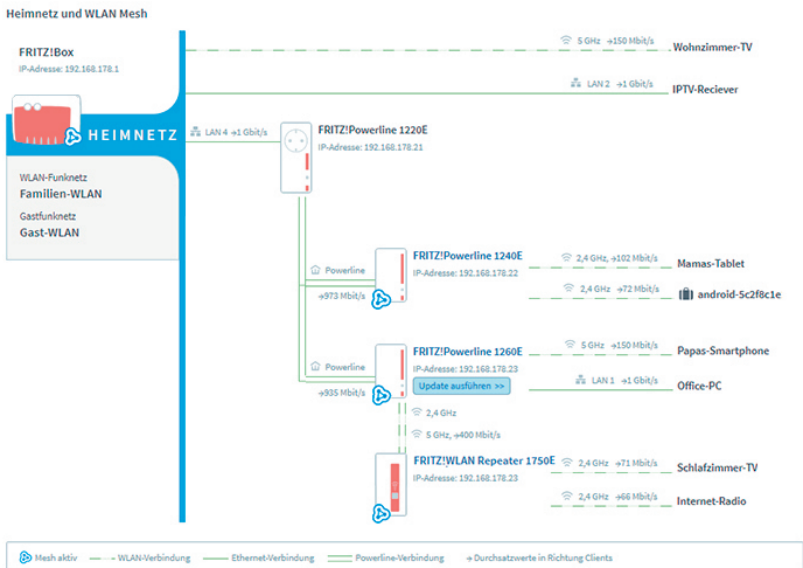 Heimnetz und WLAN Mesh
FRITZ!Box
IP-Adresse: 192.168.178.1
HEIMNETZ
WLAN-Funknetz
Familien-WLAN
Gastfunknetz
Gast-WLAN
5 GHz →150 Mbit/s
Wohnzimmer-TV
LAN 2 →1 Gbit/s
IPTV-Reciever
LAN 4 →1 Gbit/s
FRITZ!Powerline 1220E
IP-Adresse: 192.168.178.21
Powerline
→973 Mbit/s
FRITZ!Powerline 1240E
IP-Adresse: 192.168.178.22
2,4 GHz, →102 Mbit/s
Mamas-Tablet
2,4 GHz, →72 Mbit/s
android-5c2f8c1e
Powerline
→935 Mbit/s
FRITZ!Powerline 1260E
IP-Adresse: 192.168.178.23
Update ausführen >>
5 GHz →150 Mbit/s
Papas-Smartphone
LAN 1 →1 Gbit/s
Office-PC
2,4 GHz
5 GHz, →400 Mbit/s
FRITZ!WLAN Repeater 1750E
IP-Adresse: 192.168.178.23
2,4 GHz →71 Mbit/s
Schlafzimmer-TV
2,4 GHz →66 Mbit/s
Internet-Radio
Mesh aktiv
WLAN-Verbindung
Ethernet-Verbindung
Powerline-Verbindung
→ Durchsatzwerte in Richtung Clients